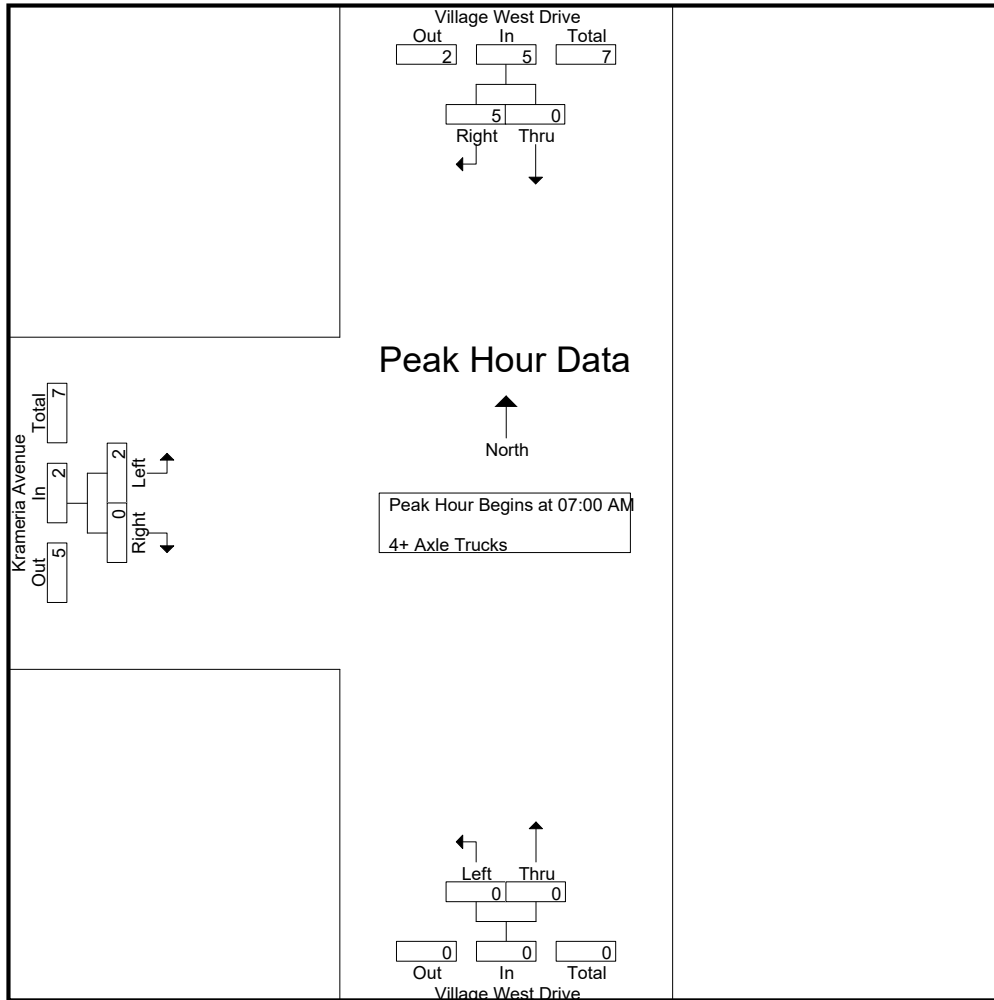 Village West Drive
Out In Total
2 5 7
5 0
Right Thru
Peak Hour Data
North
Peak Hour Begins at 07:00 AM
4+ Axle Trucks
Krameria Avenue
Out In Total
5 2 7
Right Left
0 2
Left Thru
0 0
0 0 0
Out In Total
Village West Drive